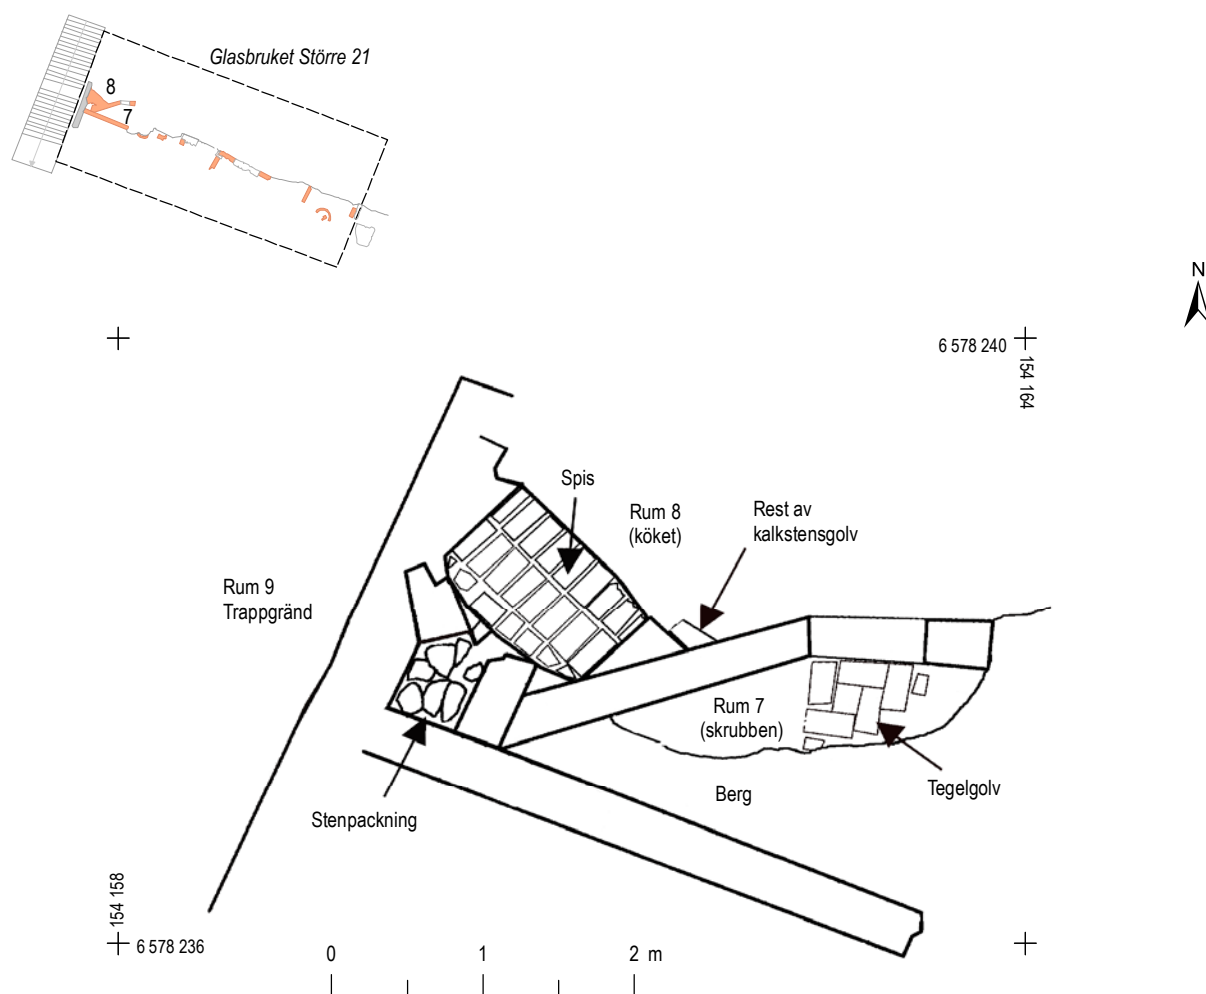 Glasbruket Större 21
8
7
N
6 578 240
154 164
Spis
Rum 8
(köket)
Rest av
kalkstensgolv
Rum 9
Trappgränd
Rum 7
(skrubben)
Berg
Tegelgolv
Stenpackning
154 158
6 578 236
0 1 2 m